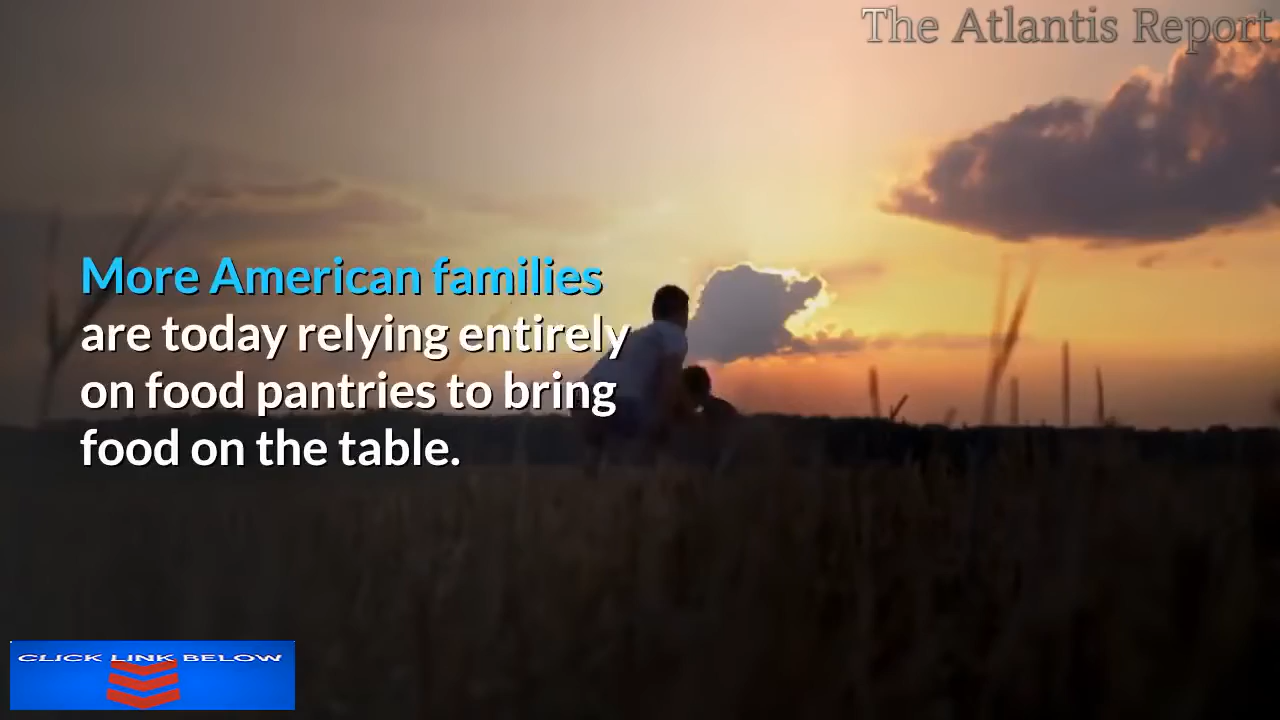 The Atlantis Report
More American families
are today relying entirely
on food pantries to bring
food on the table.
CLICK LINK BELOW